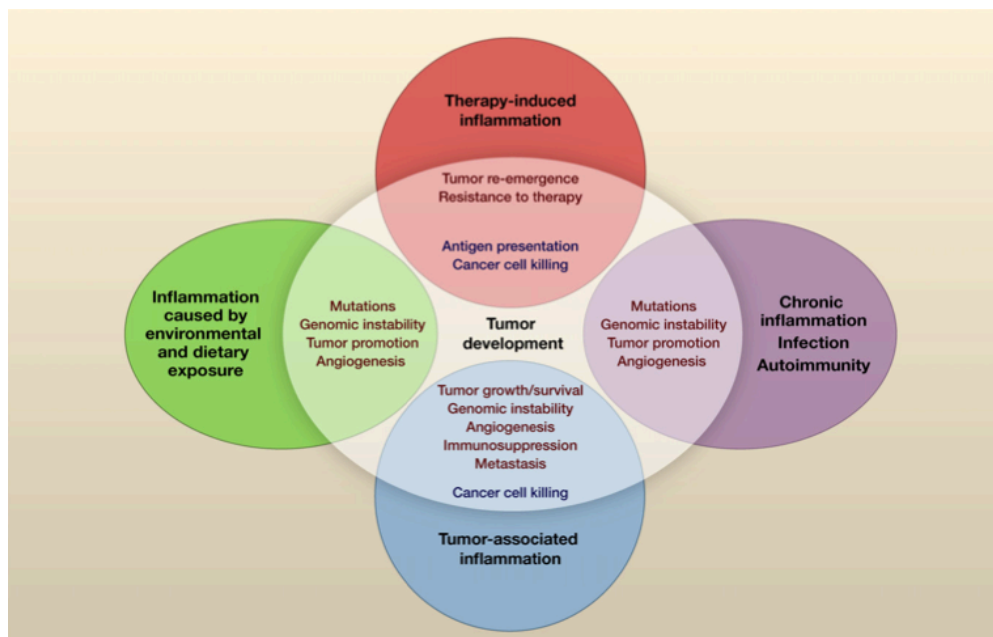 Therapy-induced
inflammation
Tumor re-emergence
Resistance to therapy
Antigen presentation
Cancer cell killing
Inflammation
caused by
environmental
and dietary
exposure
Mutations
Genomic instability
Tumor promotion
Angiogenesis
Tumor
development
Mutations
Genomic instability
Tumor promotion
Angiogenesis
Chronic
inflammation
Infection
Autoimmunity
Tumor growth/survival
Genomic instability
Angiogenesis
Immunosuppression
Metastasis
Cancer cell killing
Tumor-associated
inflammation